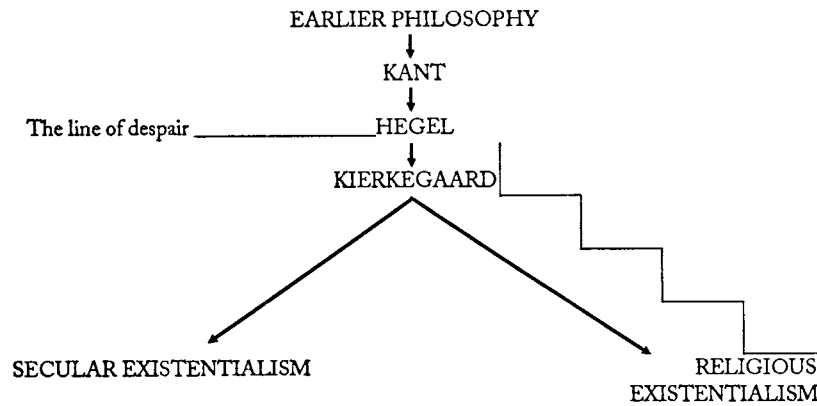 EARLIER PHILOSOPHY
KANT
The line of despair HEGEL
KIERKEGAARD
SECULAR EXISTENTIALISM
RELIGIOUS
EXISTENTIALISM